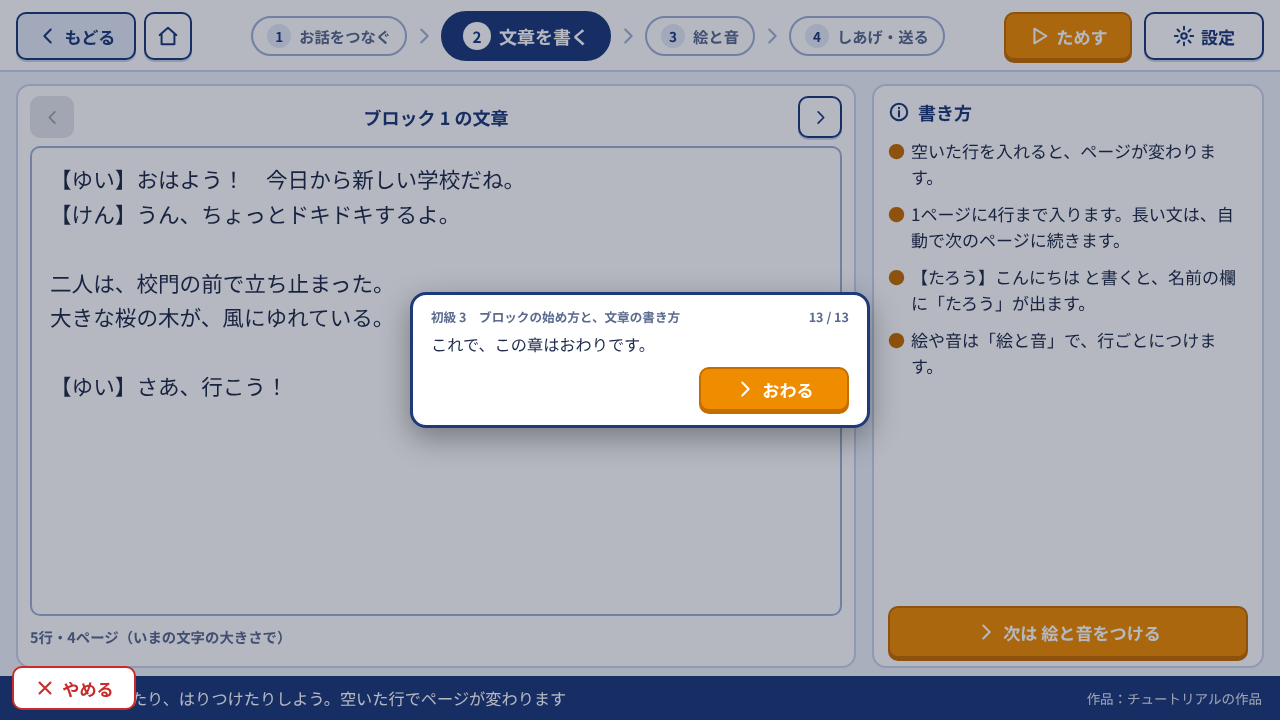 もどる
1 お話をつなぐ
2 文章を書く
3 絵と音
4 しあげ・送る
ためす
設定
ブロック 1 の文章
【ゆい】おはよう！　今日から新しい学校だね。
【けん】うん、ちょっとドキドキするよ。
二人は、校門の前で立ち止まった。
大きな桜の木が、風にゆれている。
【ゆい】さあ、行こう！
5行・4ページ（いまの文字の大きさで）
初級 3　ブロックの始め方と、文章の書き方
13 / 13
これで、この章はおわりです。
おわる
書き方
空いた行を入れると、ページが変わりま
す。
1ページに4行まで入ります。長い文は、自
動で次のページに続きます。
【たろう】こんにちは と書くと、名前の欄
に「たろう」が出ます。
絵や音は「絵と音」で、行ごとにつけま
す。
次は 絵と音をつける
やめる
たり、はりつけたりしよう。空いた行でページが変わります
作品：チュートリアルの作品